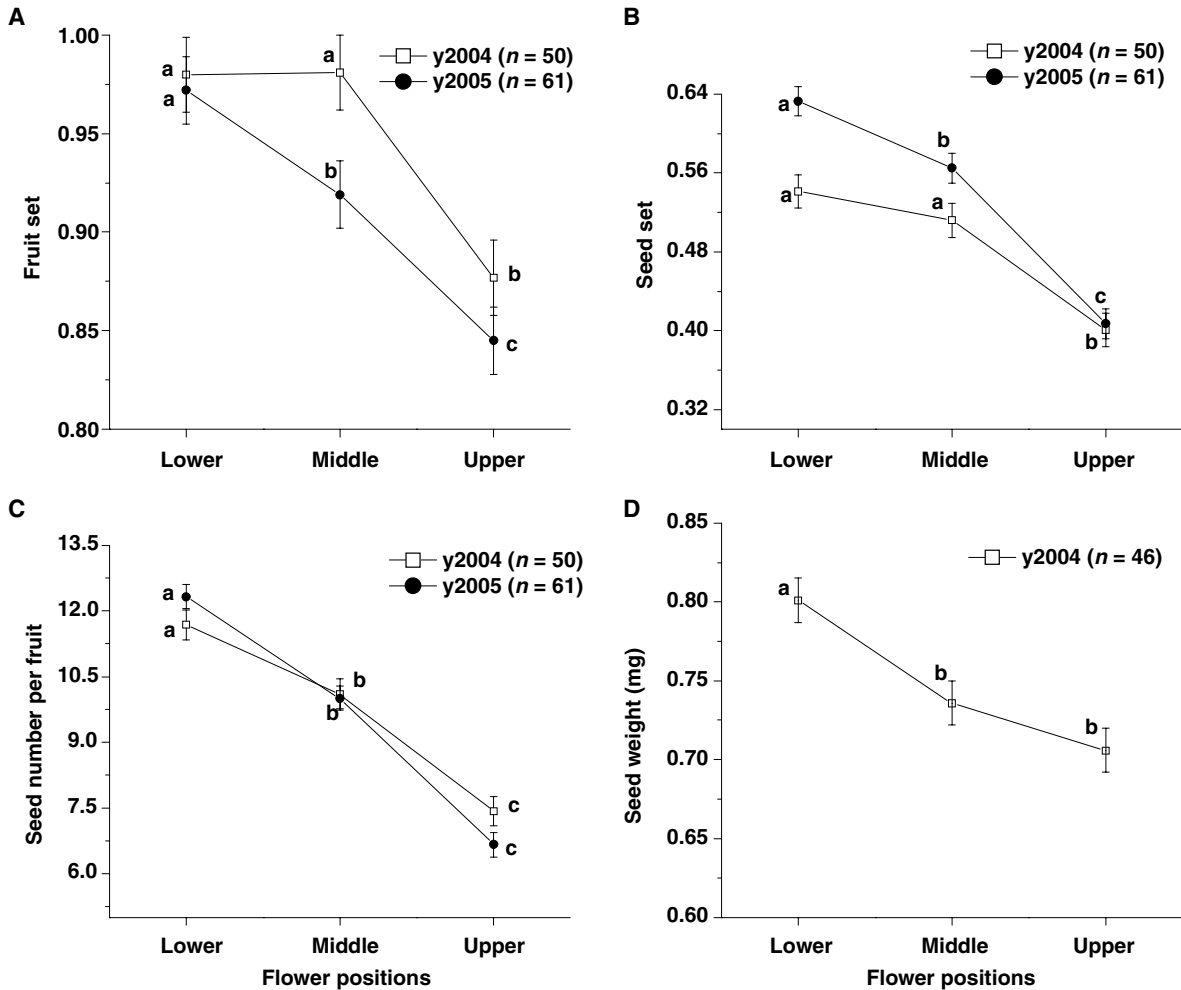 A
Fruit set
1.00
0.95
0.90
0.85
0.80
a
a
a
b
b
c
y2004 (n = 50)
y2005 (n = 61)
Lower
Middle
Upper
B
Seed set
0.64
0.56
0.48
0.40
0.32
a
b
a
a
c
b
y2004 (n = 50)
y2005 (n = 61)
Lower
Middle
Upper
C
Seed number per fruit
13.5
12.0
10.5
9.0
7.5
6.0
a
a
b
b
c
c
y2004 (n = 50)
y2005 (n = 61)
Lower
Middle
Upper
Flower positions
D
Seed weight (mg)
0.85
0.80
0.75
0.70
0.65
0.60
a
b
b
y2004 (n = 46)
Lower
Middle
Upper
Flower positions